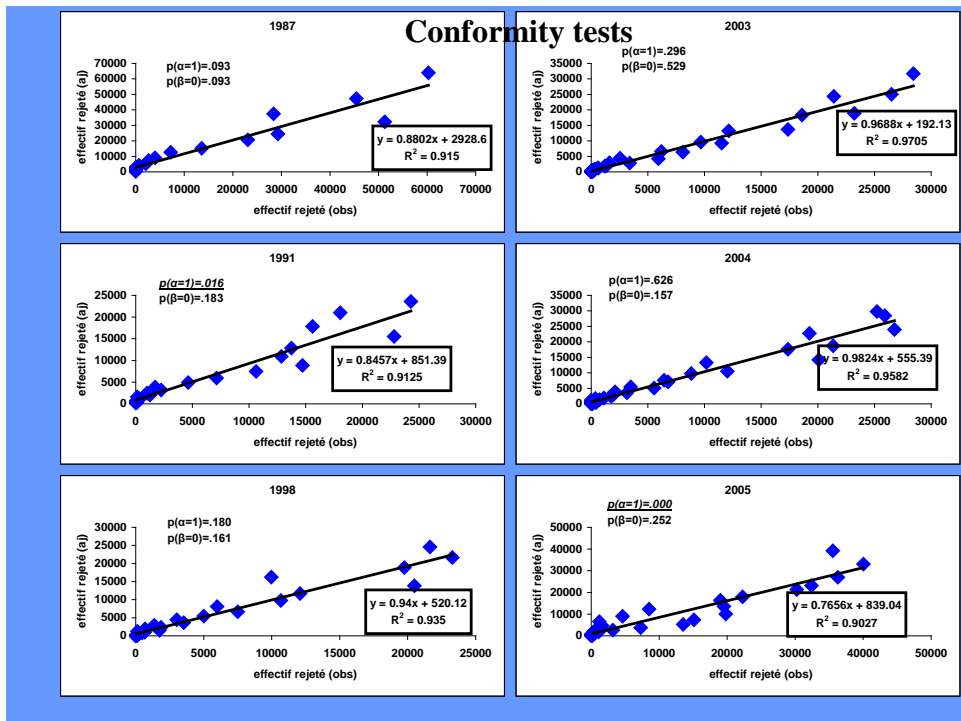 Conformity tests
1987
p(α=1)=.093
p(β=0)=.093
effectif rejeté (aj)
70000
60000
50000
40000
30000
20000
10000
0
y = 0.8802x + 2928.6
R² = 0.915
0 10000 20000 30000 40000 50000 60000 70000
effectif rejeté (obs)
2003
p(α=1)=.296
p(β=0)=.529
effectif rejeté (aj)
35000
30000
25000
20000
15000
10000
5000
0
y = 0.9688x + 192.13
R² = 0.9705
0 5000 10000 15000 20000 25000 30000
effectif rejeté (obs)
1991
p(α=1)=.016
p(β=0)=.183
effectif rejeté (aj)
25000
20000
15000
10000
5000
0
y = 0.8457x + 851.39
R² = 0.9125
0 5000 10000 15000 20000 25000 30000
effectif rejeté (obs)
2004
p(α=1)=.626
p(β=0)=.157
effectif rejeté (aj)
35000
30000
25000
20000
15000
10000
5000
0
y = 0.9824x + 555.39
R² = 0.9582
0 5000 10000 15000 20000 25000 30000
effectif rejeté (obs)
1998
p(α=1)=.180
p(β=0)=.161
effectif rejeté (aj)
30000
25000
20000
15000
10000
5000
0
y = 0.94x + 520.12
R² = 0.935
0 5000 10000 15000 20000 25000
effectif rejeté (obs)
2005
p(α=1)=.000
p(β=0)=.252
effectif rejeté (aj)
50000
40000
30000
20000
10000
0
y = 0.7656x + 839.04
R² = 0.9027
0 10000 20000 30000 40000 50000
effectif rejeté (obs)